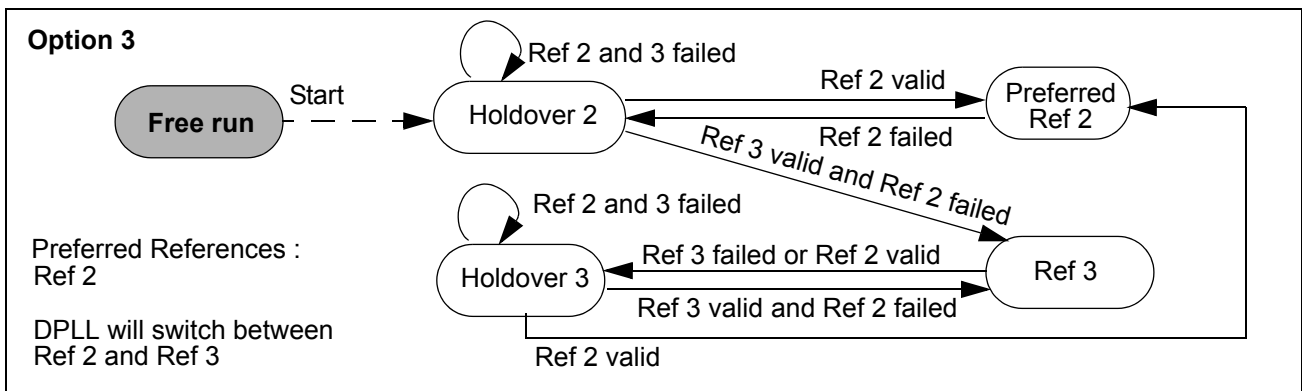 Option 3
Ref 2 and 3 failed
Start
Free run
Holdover 2
Ref 2 valid
Ref 2 failed
Preferred
Ref 2
Ref 3 valid and Ref 2 failed
Ref 2 and 3 failed
Preferred References :
Ref 2
Holdover 3
Ref 3 failed or Ref 2 valid
Ref 3 valid and Ref 2 failed
Ref 3
DPLL will switch between
Ref 2 and Ref 3
Ref 2 valid